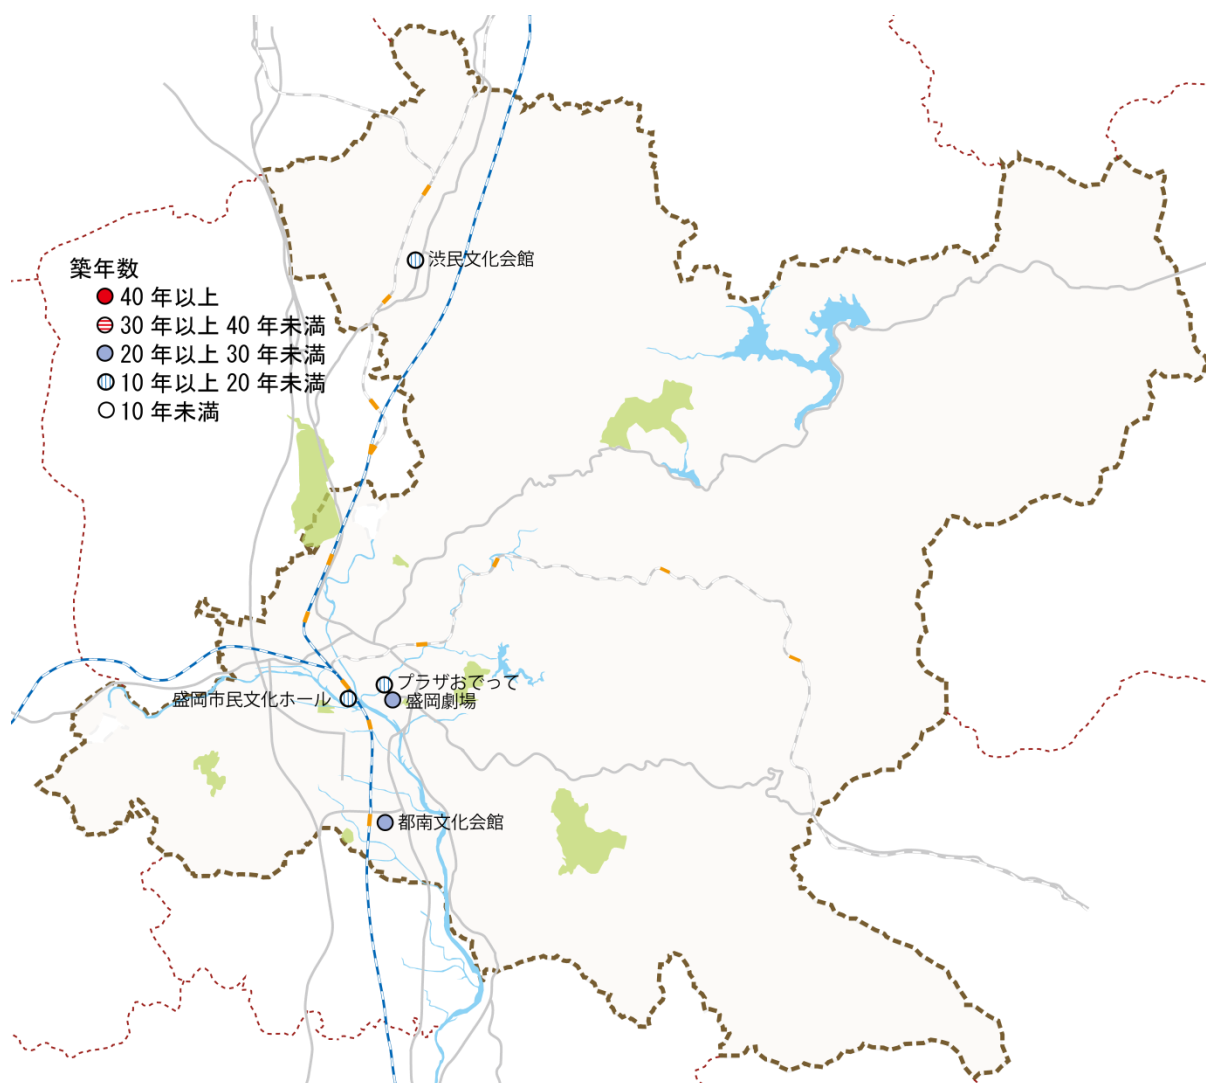 渋民文化会館
築年数
40 年以上
30 年以上 40 年未満
20 年以上 30 年未満
10 年以上 20 年未満
10 年未満
プラザおでって
盛岡市民文化ホール
盛岡劇場
都南文化会館